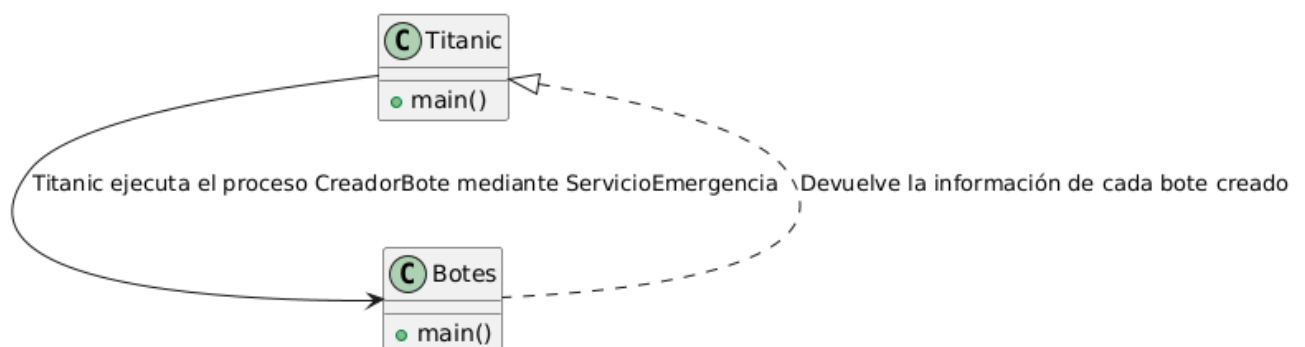 C Titanic
main()
Titanic ejecuta el proceso CreadorBote mediante ServicioEmergencia
Devuelve la información de cada bote creado
C Botes
main()